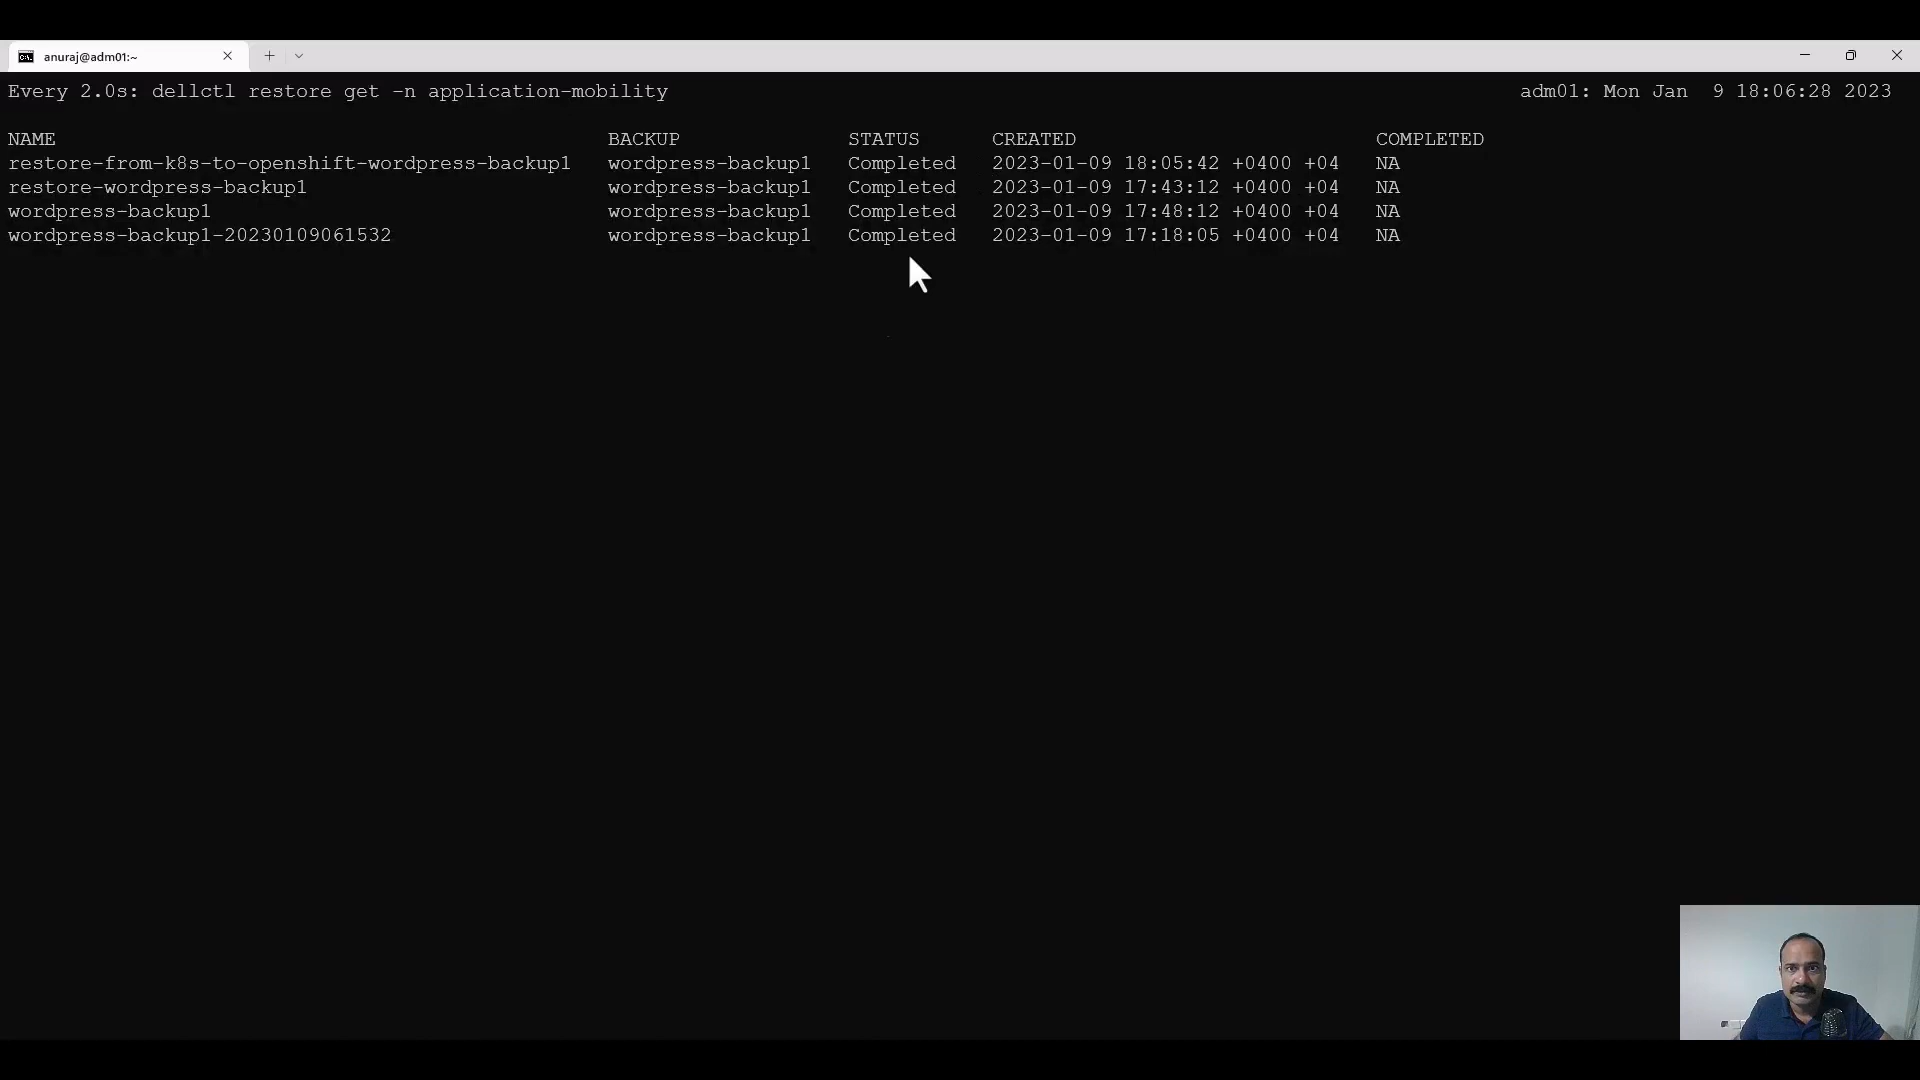 anuraj@adm01:~
Every 2.0s: dellctl restore get -n application-mobility adm01: Mon Jan  9 18:06:28 2023
NAME BACKUP STATUS CREATED COMPLETED
restore-from-k8s-to-openshift-wordpress-backup1 wordpress-backup1 Completed 2023-01-09 18:05:42 +0400 +04 NA
restore-wordpress-backup1 wordpress-backup1 Completed 2023-01-09 17:43:12 +0400 +04 NA
wordpress-backup1 wordpress-backup1 Completed 2023-01-09 17:48:12 +0400 +04 NA
wordpress-backup1-20230109061532 wordpress-backup1 Completed 2023-01-09 17:18:05 +0400 +04 NA